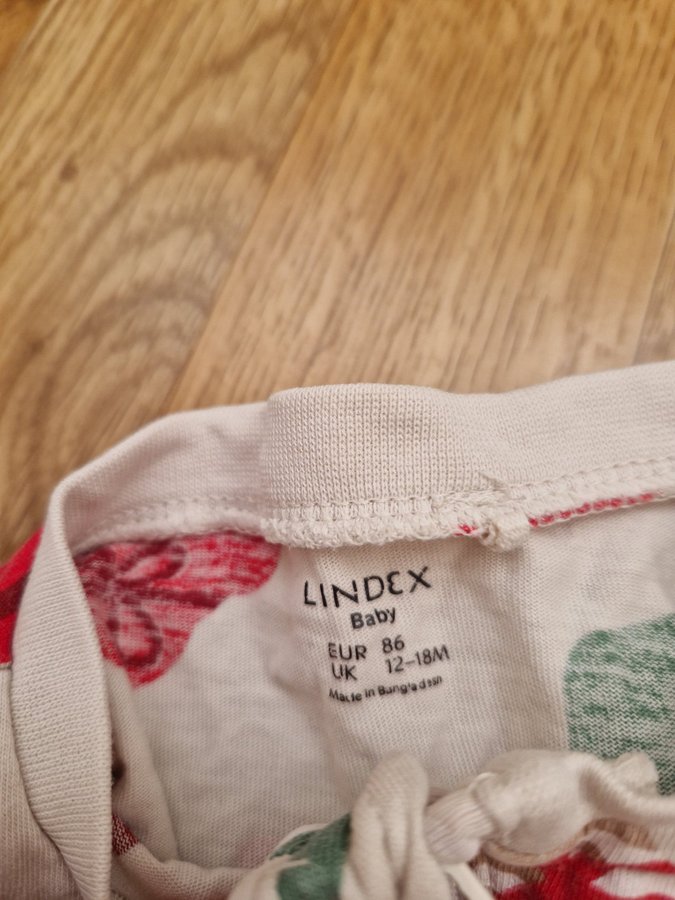 LINDEX
Baby
EUR 86
UK 12-18M
Made in Bangladesh